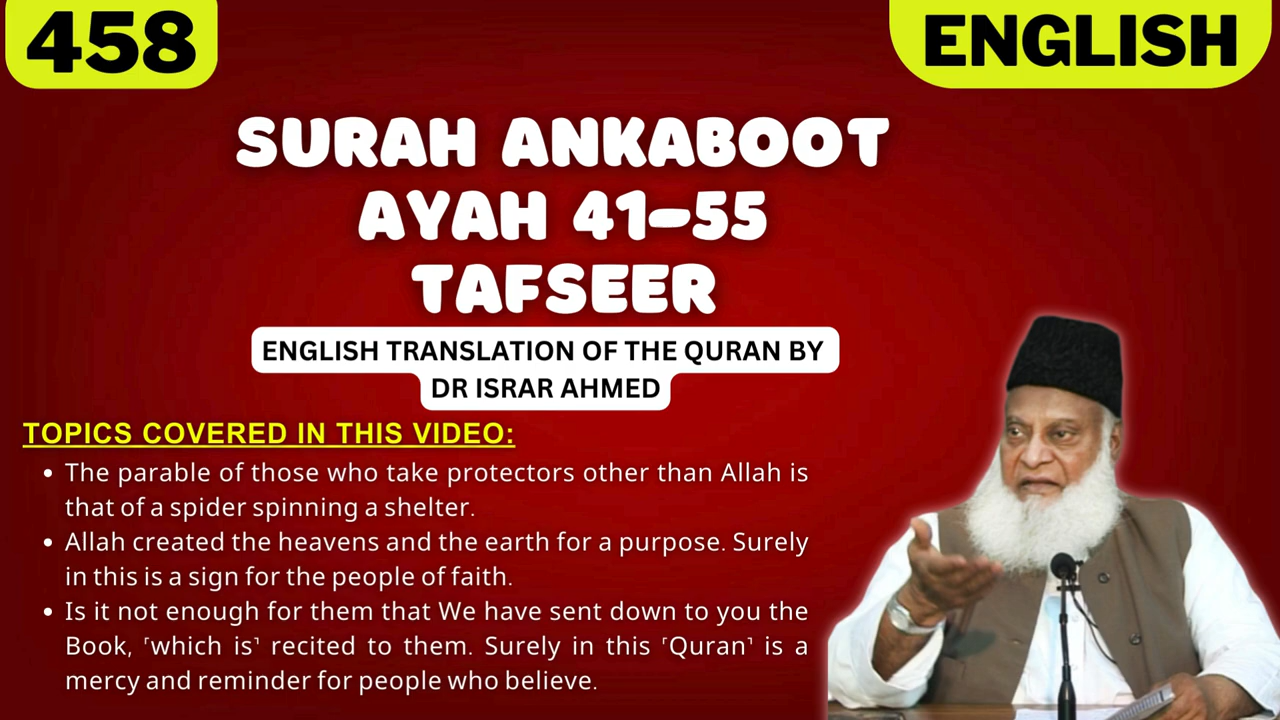 458
ENGLISH
SURAH ANKABOOT
AYAH 41-55
TAFSEER
ENGLISH TRANSLATION OF THE QURAN BY
DR ISRAR AHMED
TOPICS COVERED IN THIS VIDEO:
• The parable of those who take protectors other than Allah is
that of a spider spinning a shelter.
• Allah created the heavens and the earth for a purpose. Surely
in this is a sign for the people of faith.
• Is it not enough for them that We have sent down to you the
Book, ˹which is˺ recited to them. Surely in this ˹Quran˺ is a
mercy and reminder for people who believe.